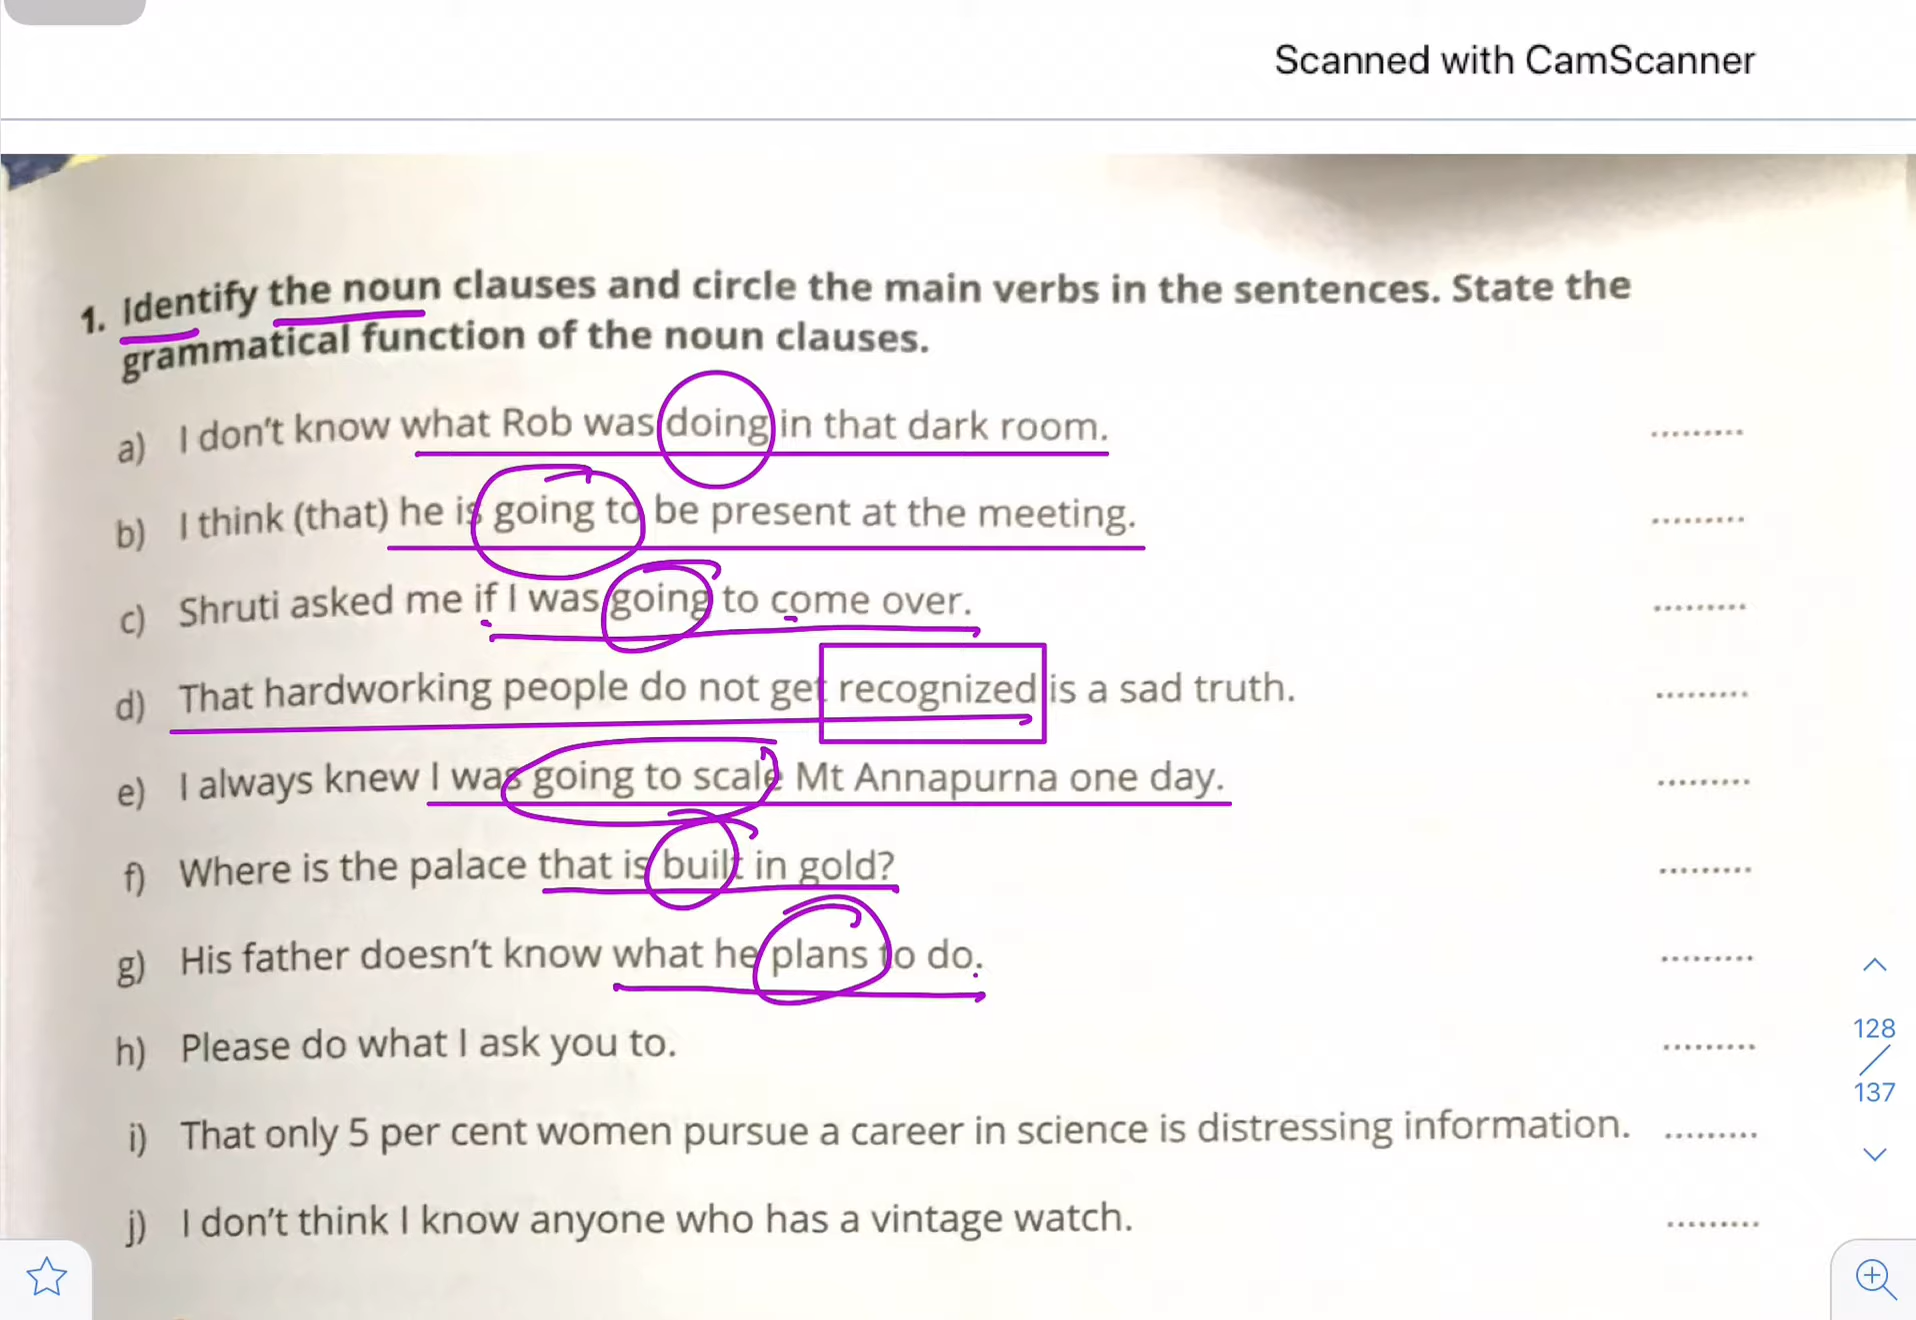 Scanned with CamScanner
1. Identify the noun clauses and circle the main verbs in the sentences. State the
grammatical function of the noun clauses.
a) I don't know what Rob was doing in that dark room. .........
b) I think (that) he is going to be present at the meeting. .........
c) Shruti asked me if I was going to come over. .........
d) That hardworking people do not get recognized is a sad truth. .........
e) I always knew I was going to scale Mt Annapurna one day. .........
f) Where is the palace that is built in gold? .........
g) His father doesn't know what he plans to do. .........
h) Please do what I ask you to. .........
i) That only 5 per cent women pursue a career in science is distressing information. .........
j) I don't think I know anyone who has a vintage watch. .........
128
/
137